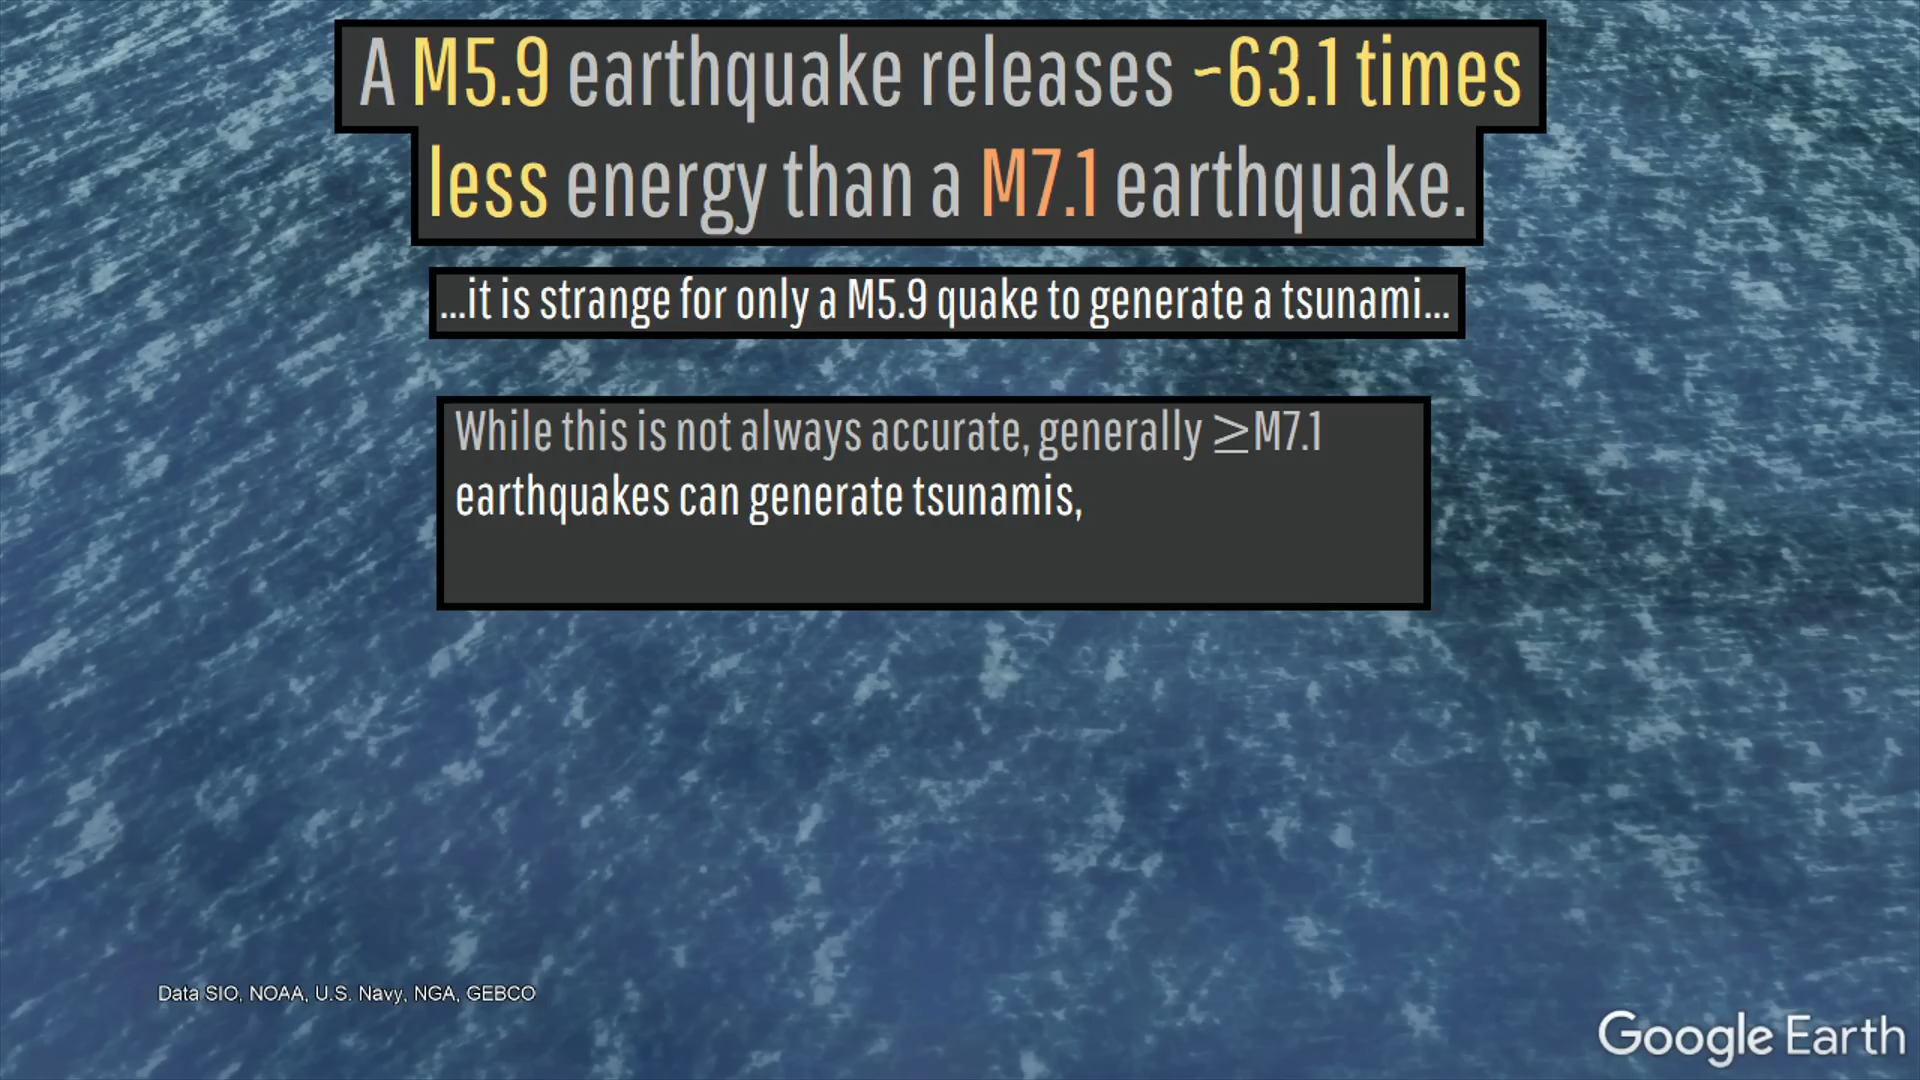 A M5.9 earthquake releases ~63.1 times
less energy than a M7.1 earthquake.
...it is strange for only a M5.9 quake to generate a tsunami...
While this is not always accurate, generally ≥M7.1
earthquakes can generate tsunamis,
Data SIO, NOAA, U.S. Navy, NGA, GEBCO
Google Earth